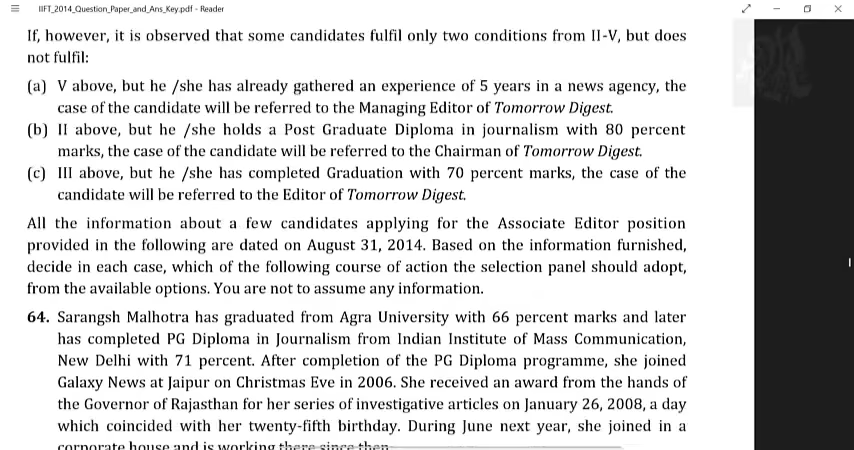 IIFT_2014_Question_Paper_and_Ans_Key.pdf - Reader
If, however, it is observed that some candidates fulfil only two conditions from II-V, but does
not fulfil:
(a) V above, but he /she has already gathered an experience of 5 years in a news agency, the
case of the candidate will be referred to the Managing Editor of Tomorrow Digest.
(b) II above, but he /she holds a Post Graduate Diploma in journalism with 80 percent
marks, the case of the candidate will be referred to the Chairman of Tomorrow Digest.
(c) III above, but he /she has completed Graduation with 70 percent marks, the case of the
candidate will be referred to the Editor of Tomorrow Digest.
All the information about a few candidates applying for the Associate Editor position
provided in the following are dated on August 31, 2014. Based on the information furnished,
decide in each case, which of the following course of action the selection panel should adopt,
from the available options. You are not to assume any information.
64. Sarangsh Malhotra has graduated from Agra University with 66 percent marks and later
has completed PG Diploma in Journalism from Indian Institute of Mass Communication,
New Delhi with 71 percent. After completion of the PG Diploma programme, she joined
Galaxy News at Jaipur on Christmas Eve in 2006. She received an award from the hands of
the Governor of Rajasthan for her series of investigative articles on January 26, 2008, a day
which coincided with her twenty-fifth birthday. During June next year, she joined in a
corporate house and is working there since then